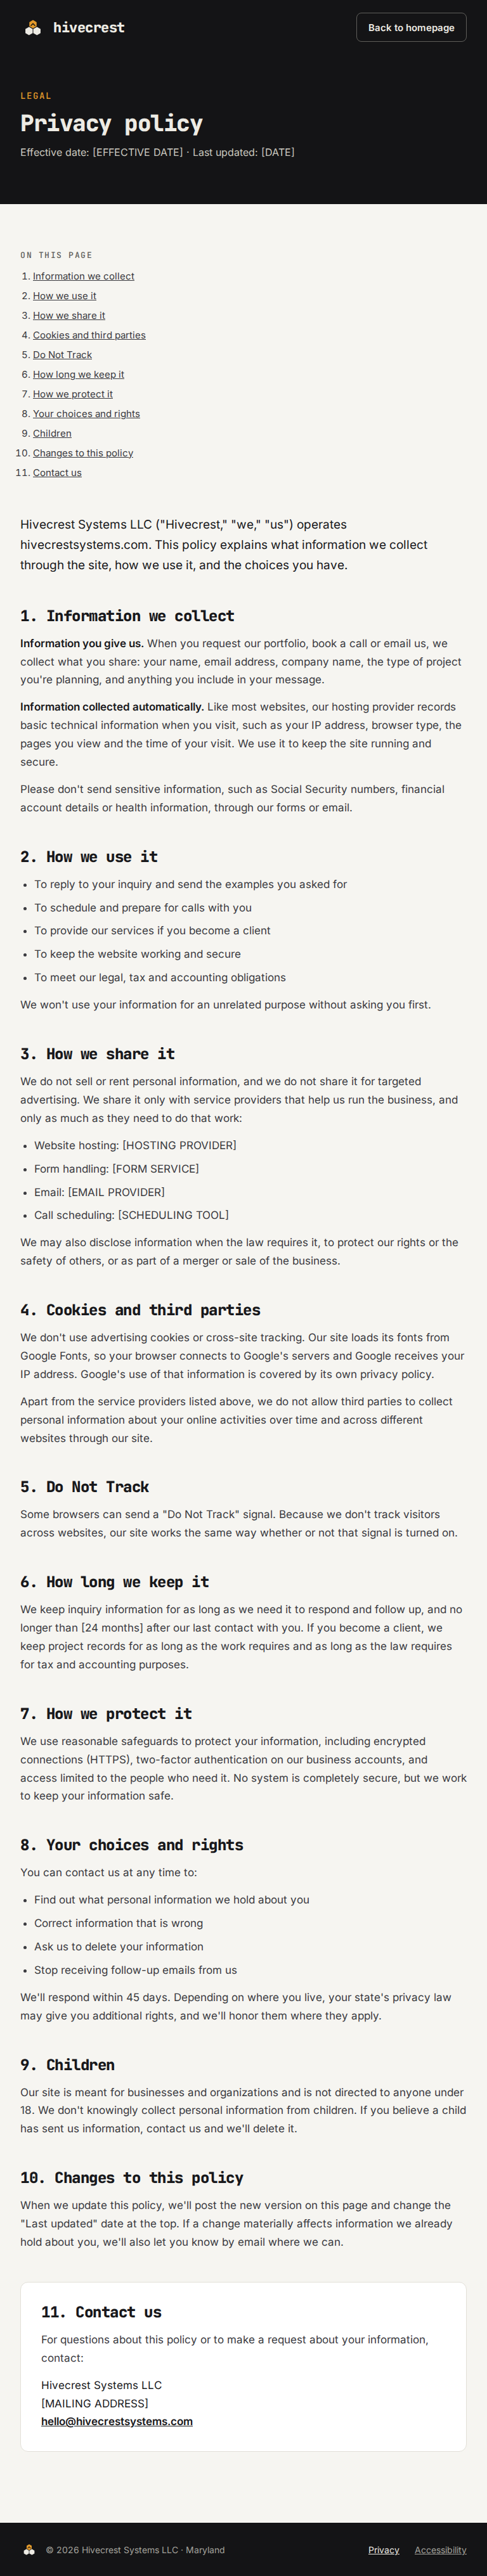 hivecrest
Back to homepage
LEGAL
Privacy policy
Effective date: [EFFECTIVE DATE] · Last updated: [DATE]
ON THIS PAGE
1. Information we collect
2. How we use it
3. How we share it
4. Cookies and third parties
5. Do Not Track
6. How long we keep it
7. How we protect it
8. Your choices and rights
9. Children
10. Changes to this policy
11. Contact us
Hivecrest Systems LLC ("Hivecrest," "we," "us") operates
hivecrestsystems.com. This policy explains what information we collect
through the site, how we use it, and the choices you have.
1. Information we collect
Information you give us. When you request our portfolio, book a call or email us, we
collect what you share: your name, email address, company name, the type of project
you're planning, and anything you include in your message.
Information collected automatically. Like most websites, our hosting provider records
basic technical information when you visit, such as your IP address, browser type, the
pages you view and the time of your visit. We use it to keep the site running and
secure.
Please don't send sensitive information, such as Social Security numbers, financial
account details or health information, through our forms or email.
2. How we use it
• To reply to your inquiry and send the examples you asked for
• To schedule and prepare for calls with you
• To provide our services if you become a client
• To keep the website working and secure
• To meet our legal, tax and accounting obligations
We won't use your information for an unrelated purpose without asking you first.
3. How we share it
We do not sell or rent personal information, and we do not share it for targeted
advertising. We share it only with service providers that help us run the business, and
only as much as they need to do that work:
• Website hosting: [HOSTING PROVIDER]
• Form handling: [FORM SERVICE]
• Email: [EMAIL PROVIDER]
• Call scheduling: [SCHEDULING TOOL]
We may also disclose information when the law requires it, to protect our rights or the
safety of others, or as part of a merger or sale of the business.
4. Cookies and third parties
We don't use advertising cookies or cross-site tracking. Our site loads its fonts from
Google Fonts, so your browser connects to Google's servers and Google receives your
IP address. Google's use of that information is covered by its own privacy policy.
Apart from the service providers listed above, we do not allow third parties to collect
personal information about your online activities over time and across different
websites through our site.
5. Do Not Track
Some browsers can send a "Do Not Track" signal. Because we don't track visitors
across websites, our site works the same way whether or not that signal is turned on.
6. How long we keep it
We keep inquiry information for as long as we need it to respond and follow up, and no
longer than [24 months] after our last contact with you. If you become a client, we
keep project records for as long as the work requires and as long as the law requires
for tax and accounting purposes.
7. How we protect it
We use reasonable safeguards to protect your information, including encrypted
connections (HTTPS), two-factor authentication on our business accounts, and
access limited to the people who need it. No system is completely secure, but we work
to keep your information safe.
8. Your choices and rights
You can contact us at any time to:
• Find out what personal information we hold about you
• Correct information that is wrong
• Ask us to delete your information
• Stop receiving follow-up emails from us
We'll respond within 45 days. Depending on where you live, your state's privacy law
may give you additional rights, and we'll honor them where they apply.
9. Children
Our site is meant for businesses and organizations and is not directed to anyone under
18. We don't knowingly collect personal information from children. If you believe a child
has sent us information, contact us and we'll delete it.
10. Changes to this policy
When we update this policy, we'll post the new version on this page and change the
"Last updated" date at the top. If a change materially affects information we already
hold about you, we'll also let you know by email where we can.
11. Contact us
For questions about this policy or to make a request about your information,
contact:
Hivecrest Systems LLC
[MAILING ADDRESS]
hello@hivecrestsystems.com
© 2026 Hivecrest Systems LLC · Maryland
Privacy
Accessibility